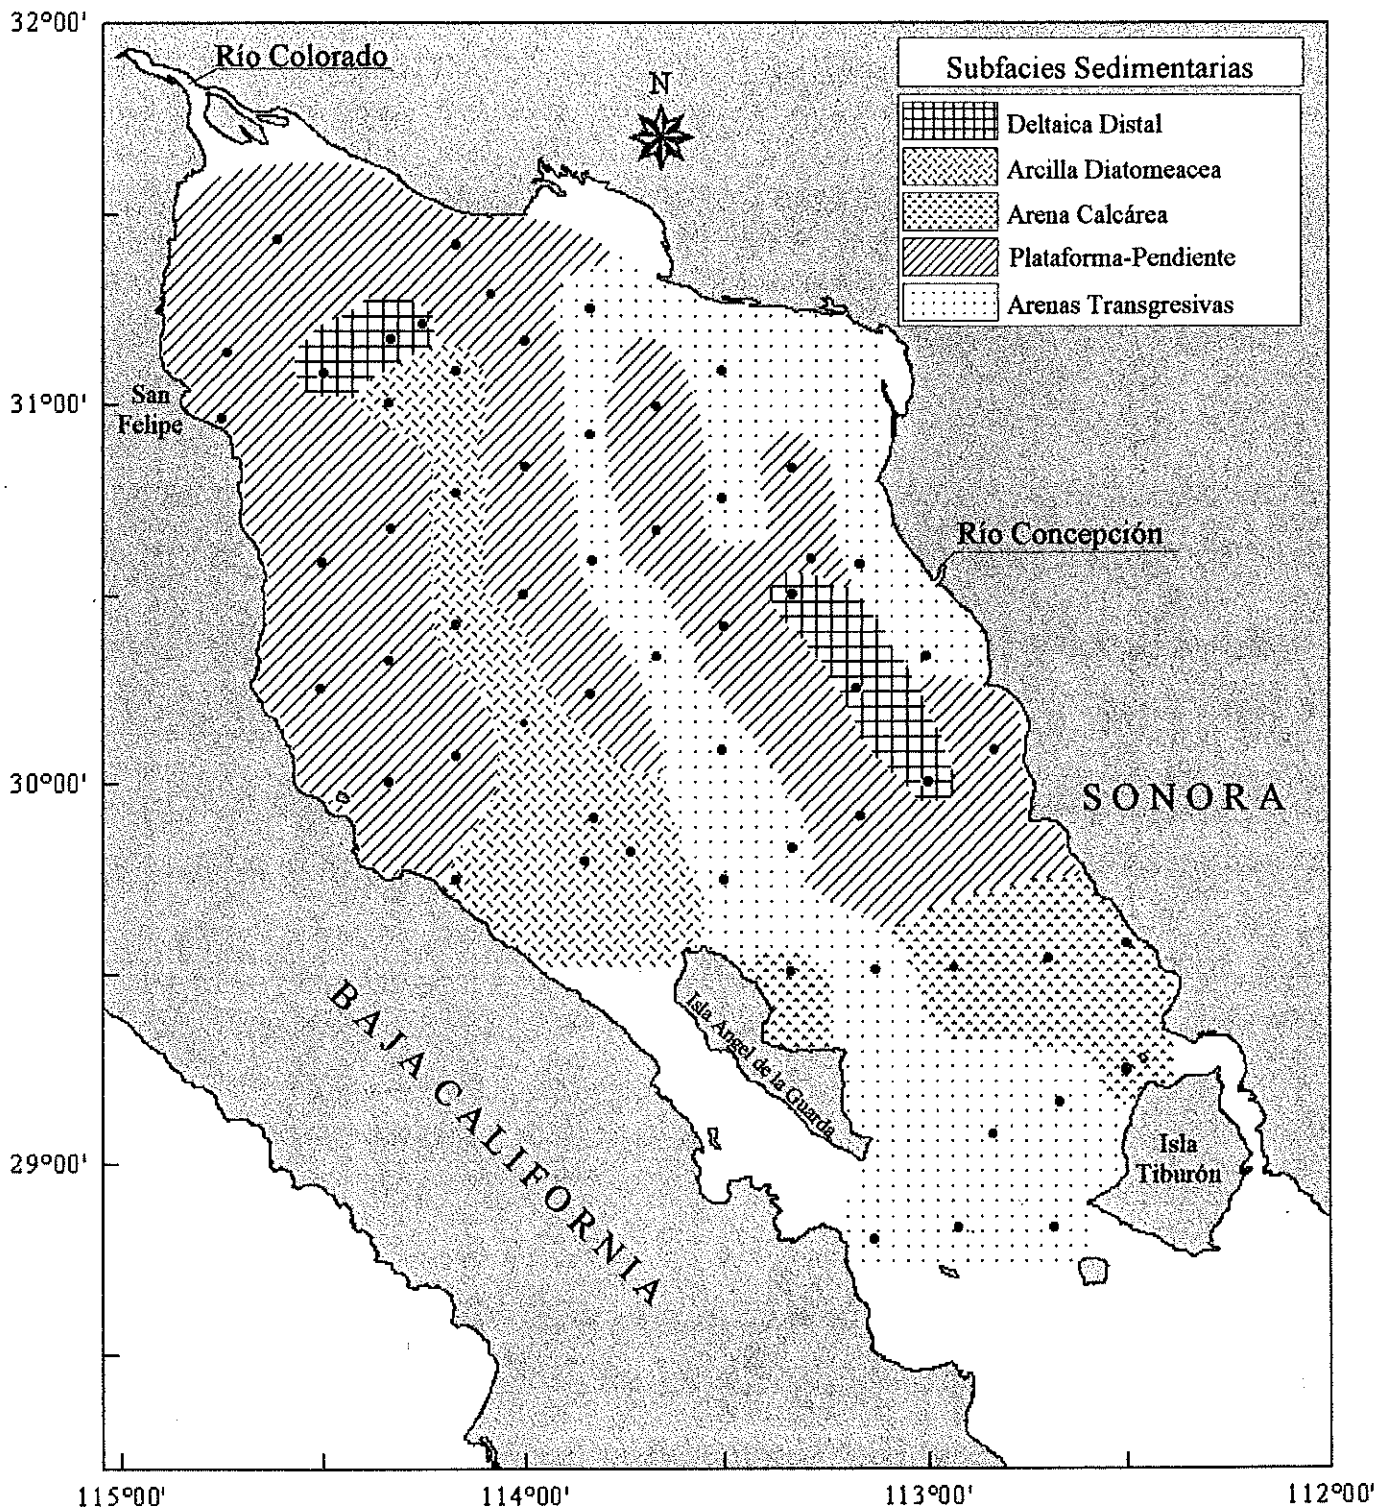 32°00'
Río Colorado
N
Subfacies Sedimentarias
Deltaica Distal
Arcilla Diatomeacea
Arena Calcárea
Plataforma-Pendiente
Arenas Transgresivas
31°00'
San
Felipe
Río Concepción
30°00'
SONORA
BAJA CALIFORNIA
Isla Angel de la Guarda
29°00'
Isla
Tiburón
115°00'
114°00'
113°00'
112°00'